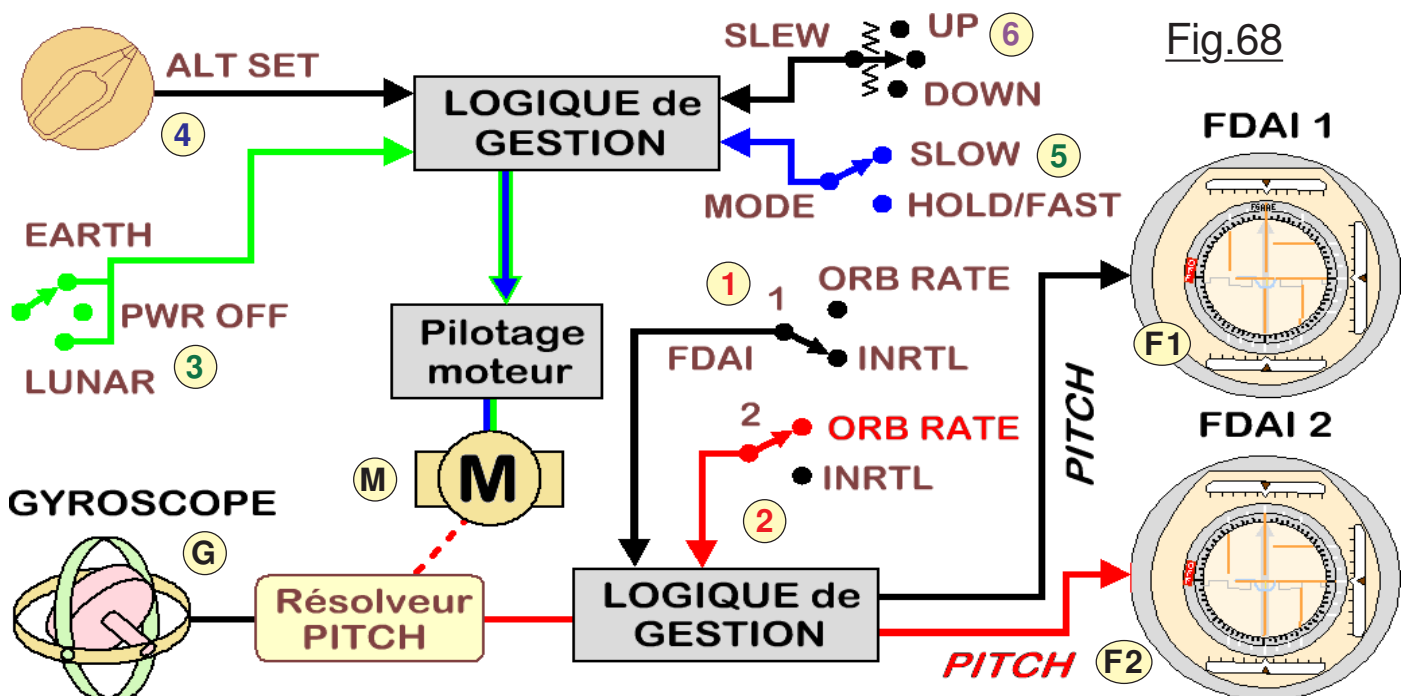 Fig.68
SLEW
UP
6
DOWN
ALT SET
4
LOGIQUE de
GESTION
SLOW
5
MODE
HOLD/FAST
FDAI 1
EARTH
PWR OFF
3
LUNAR
1
1
ORB RATE
FDAI
INRTL
F1
Pilotage
moteur
2
ORB RATE
INRTL
2
PITCH
FDAI 2
M
M
GYROSCOPE
G
Résolveur
PITCH
LOGIQUE de
GESTION
PITCH
F2